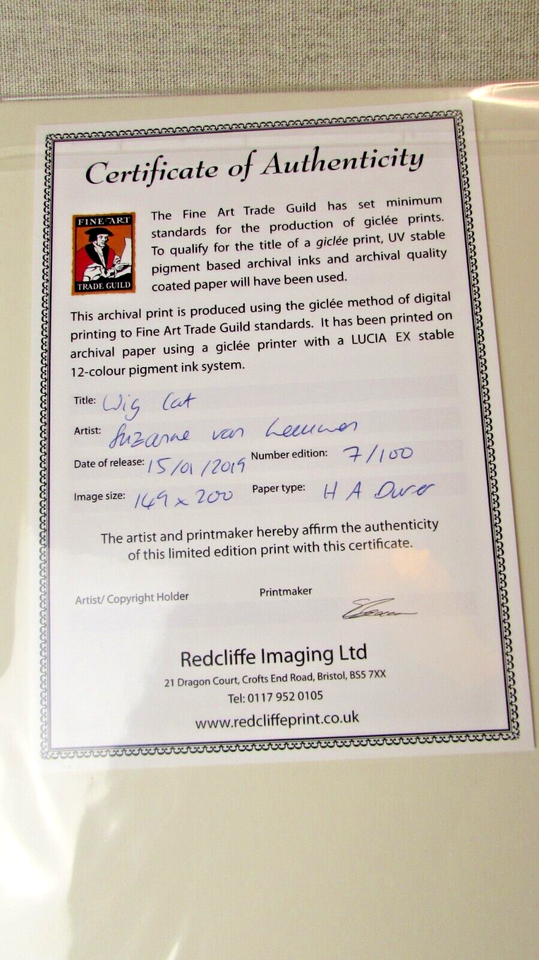 Certificate of Authenticity
FINE ART
TRADE GUILD
The Fine Art Trade Guild has set minimum
standards for the production of giclée prints.
To qualify for the title of a giclée print, UV stable
pigment based archival inks and archival quality
coated paper will have been used.
This archival print is produced using the giclée method of digital
printing to Fine Art Trade Guild standards. It has been printed on
archival paper using a giclée printer with a LUCIA EX stable
12-colour pigment ink system.
Title: Wig Cat
Artist: Suzanne van Leeuwen
Date of release: 15/01/2019 Number edition: 7/100
Image size: 149 x 200 Paper type: H A Durer
The artist and printmaker hereby affirm the authenticity
of this limited edition print with this certificate.
Artist/ Copyright Holder Printmaker
Redcliffe Imaging Ltd
21 Dragon Court, Crofts End Road, Bristol, BS5 7XX
Tel: 0117 952 0105
www.redcliffeprint.co.uk